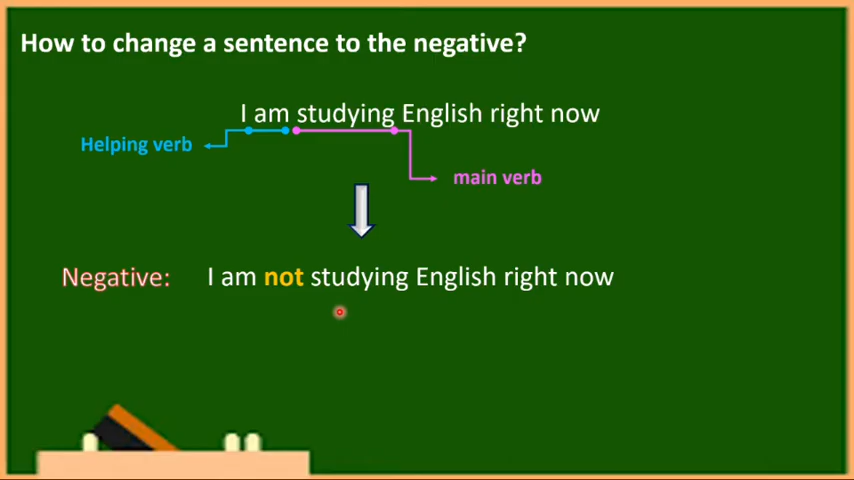 How to change a sentence to the negative?
I am studying English right now
Helping verb
main verb
Negative: I am not studying English right now